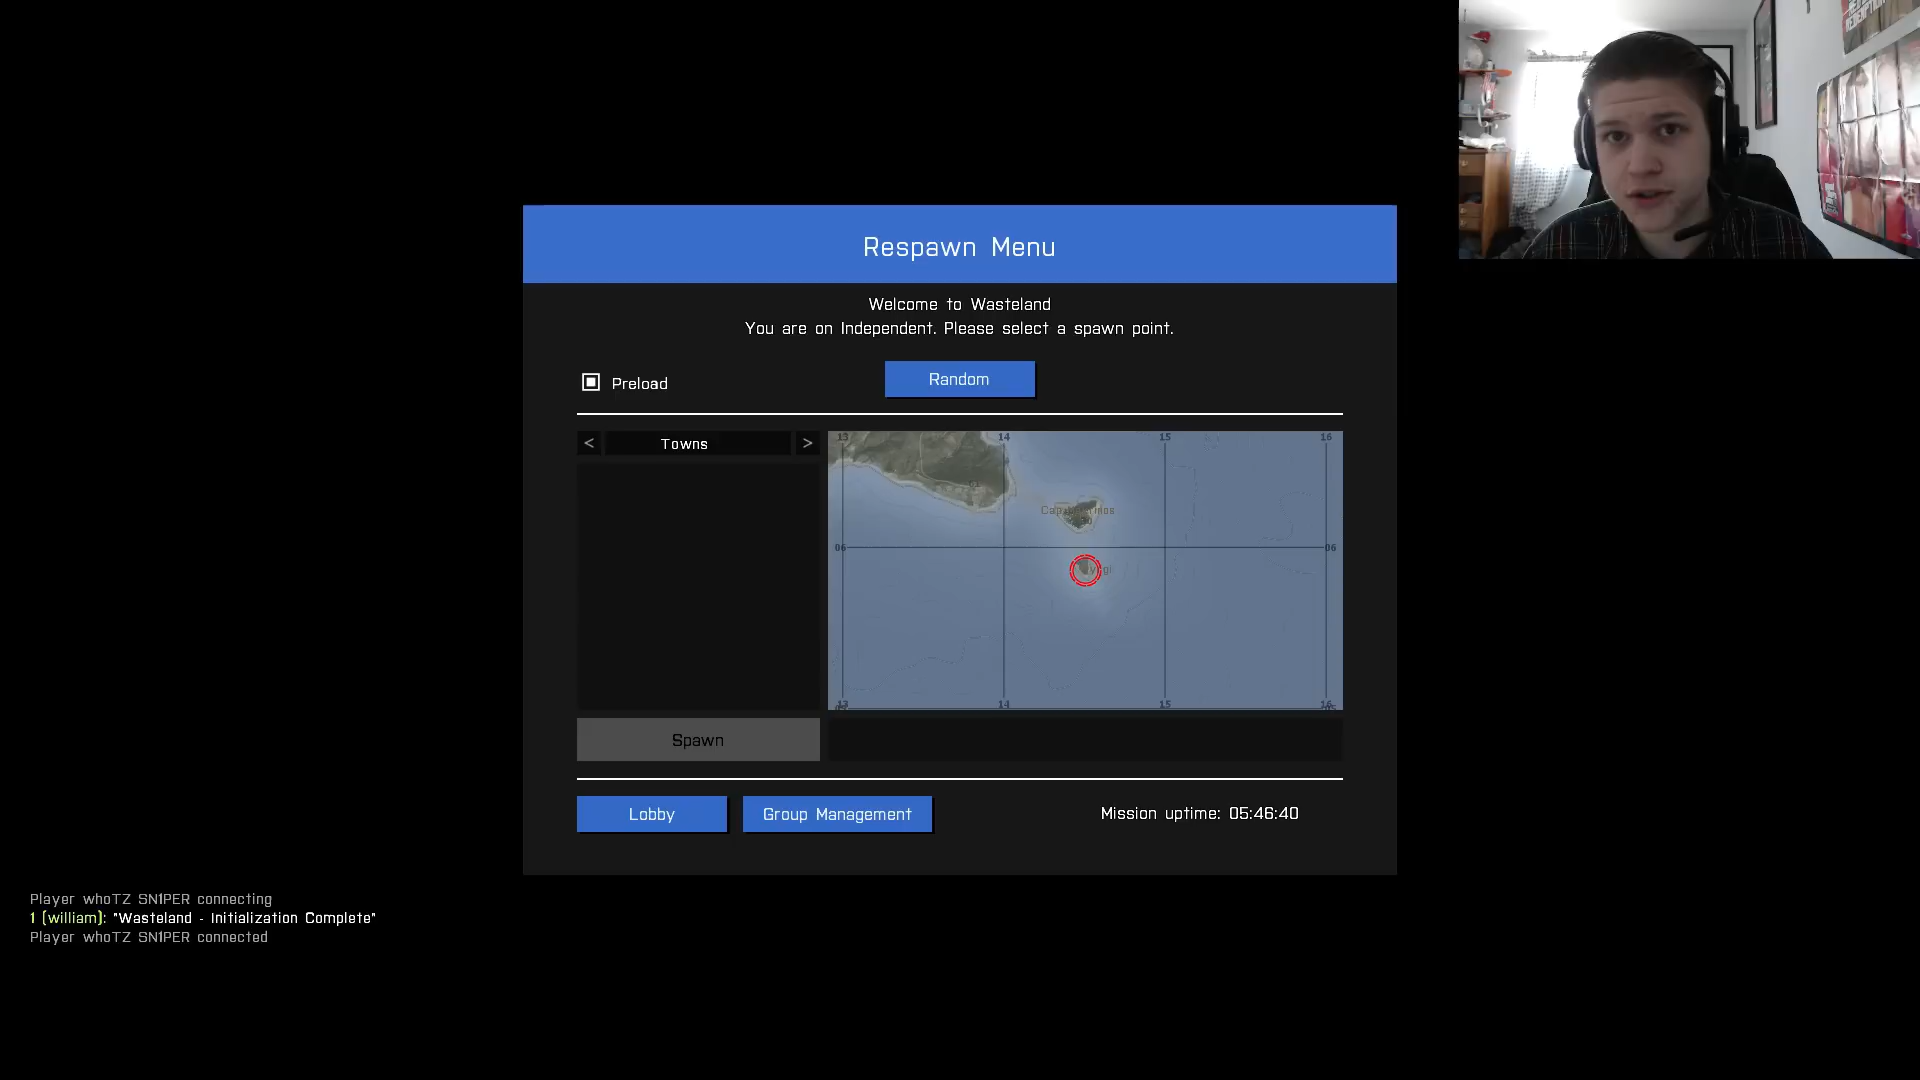 Respawn Menu
Welcome to Wasteland
You are on Independent. Please select a spawn point.
Preload
Random
< Towns >
13 14 15 16
06 06
13 14 15 16
Spawn
Lobby
Group Management
Mission uptime: 05:46:40
Player whoTZ SN1PER connecting
1 (william): "Wasteland - Initialization Complete"
Player whoTZ SN1PER connected